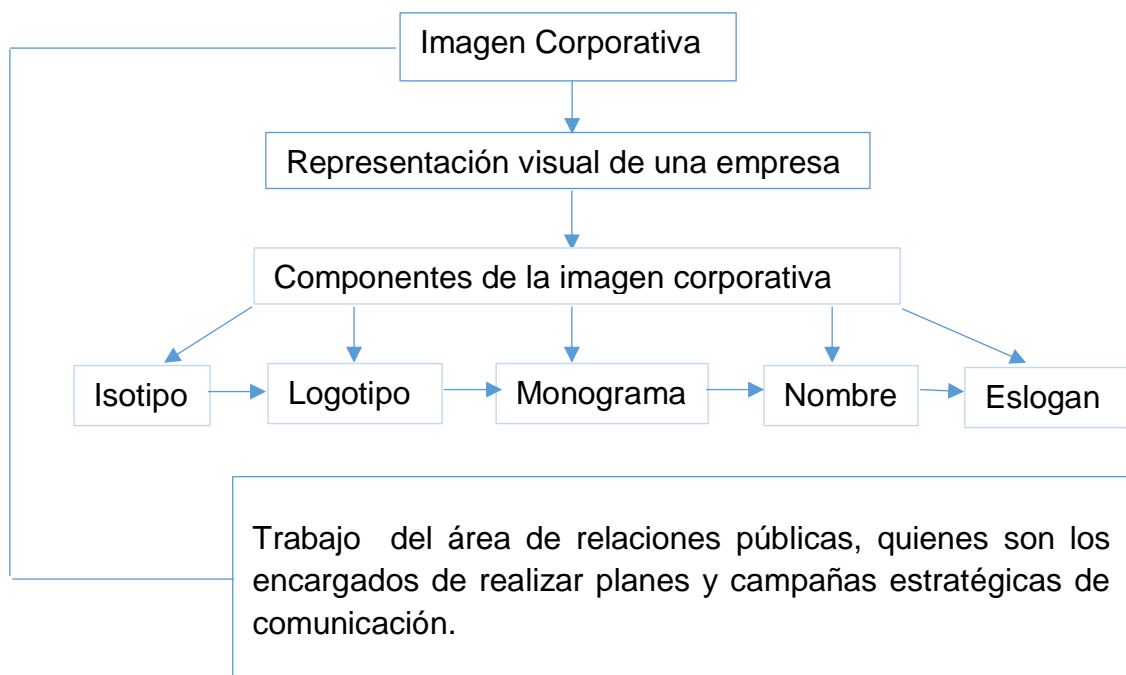 Imagen Corporativa
Representación visual de una empresa
Componentes de la imagen corporativa
Isotipo
Logotipo
Monograma
Nombre
Eslogan
Trabajo del área de relaciones públicas, quienes son los
encargados de realizar planes y campañas estratégicas de
comunicación.